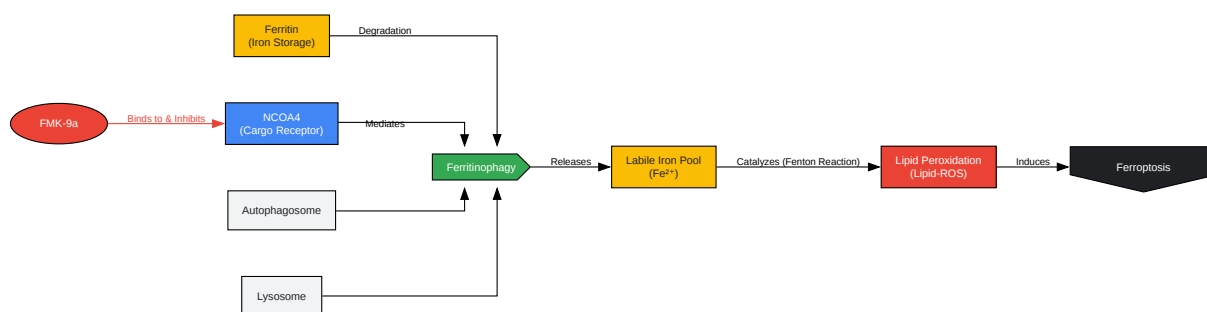 Ferritin
(Iron Storage)
Degradation
FMK-9a
Binds to & Inhibits
NCOA4
(Cargo Receptor)
Mediates
Ferritinophagy
Releases
Labile Iron Pool
(Fe²⁺)
Catalyzes (Fenton Reaction)
Lipid Peroxidation
(Lipid-ROS)
Induces
Ferroptosis
Autophagosome
Lysosome